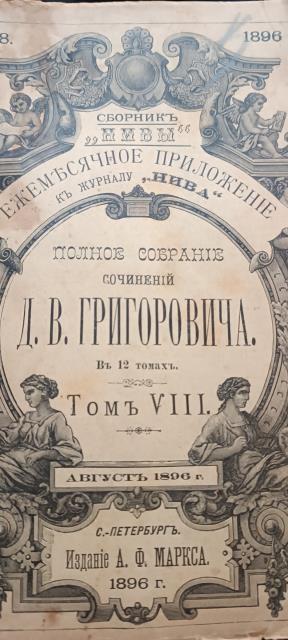 8. 1896
СБОРНИКЪ
„НИВЫ“
ЕЖЕМѢСЯЧНОЕ ПРИЛОЖЕНІЕ
КЪ ЖУРНАЛУ „НИВА“
ПОЛНОЕ СОБРАНІЕ
СОЧИНЕНІЙ
Д. В. ГРИГОРОВИЧА.
Въ 12 томахъ.
Томъ VIII.
АВГУСТЪ 1896 г.
С.-ПЕТЕРБУРГЪ.
Изданіе А. Ф. МАРКСА.
1896 г.